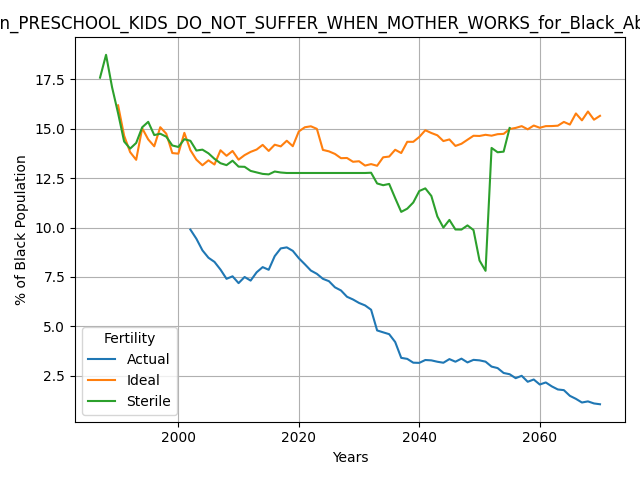 n_PRESCHOOL_KIDS_DO_NOT_SUFFER_WHEN_MOTHER_WORKS_for_Black_Ab
% of Black Population
17.5
15.0
12.5
10.0
7.5
5.0
2.5
Fertility
Actual
Ideal
Sterile
2000 2020 2040 2060
Years